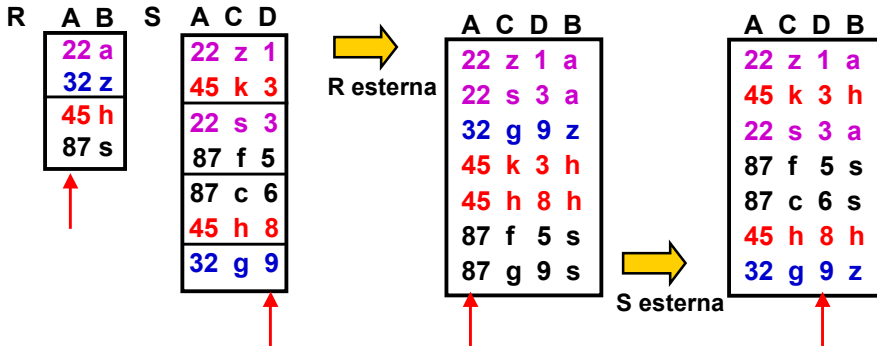 R A B
22 a
32 z
45 h
87 s
S A C D
22 z 1
45 k 3
22 s 3
87 f 5
87 c 6
45 h 8
32 g 9
R esterna
A C D B
22 z 1 a
22 s 3 a
32 g 9 z
45 k 3 h
45 h 8 h
87 f 5 s
87 g 9 s
S esterna
A C D B
22 z 1 a
45 k 3 h
22 s 3 a
87 f 5 s
87 c 6 s
45 h 8 h
32 g 9 z